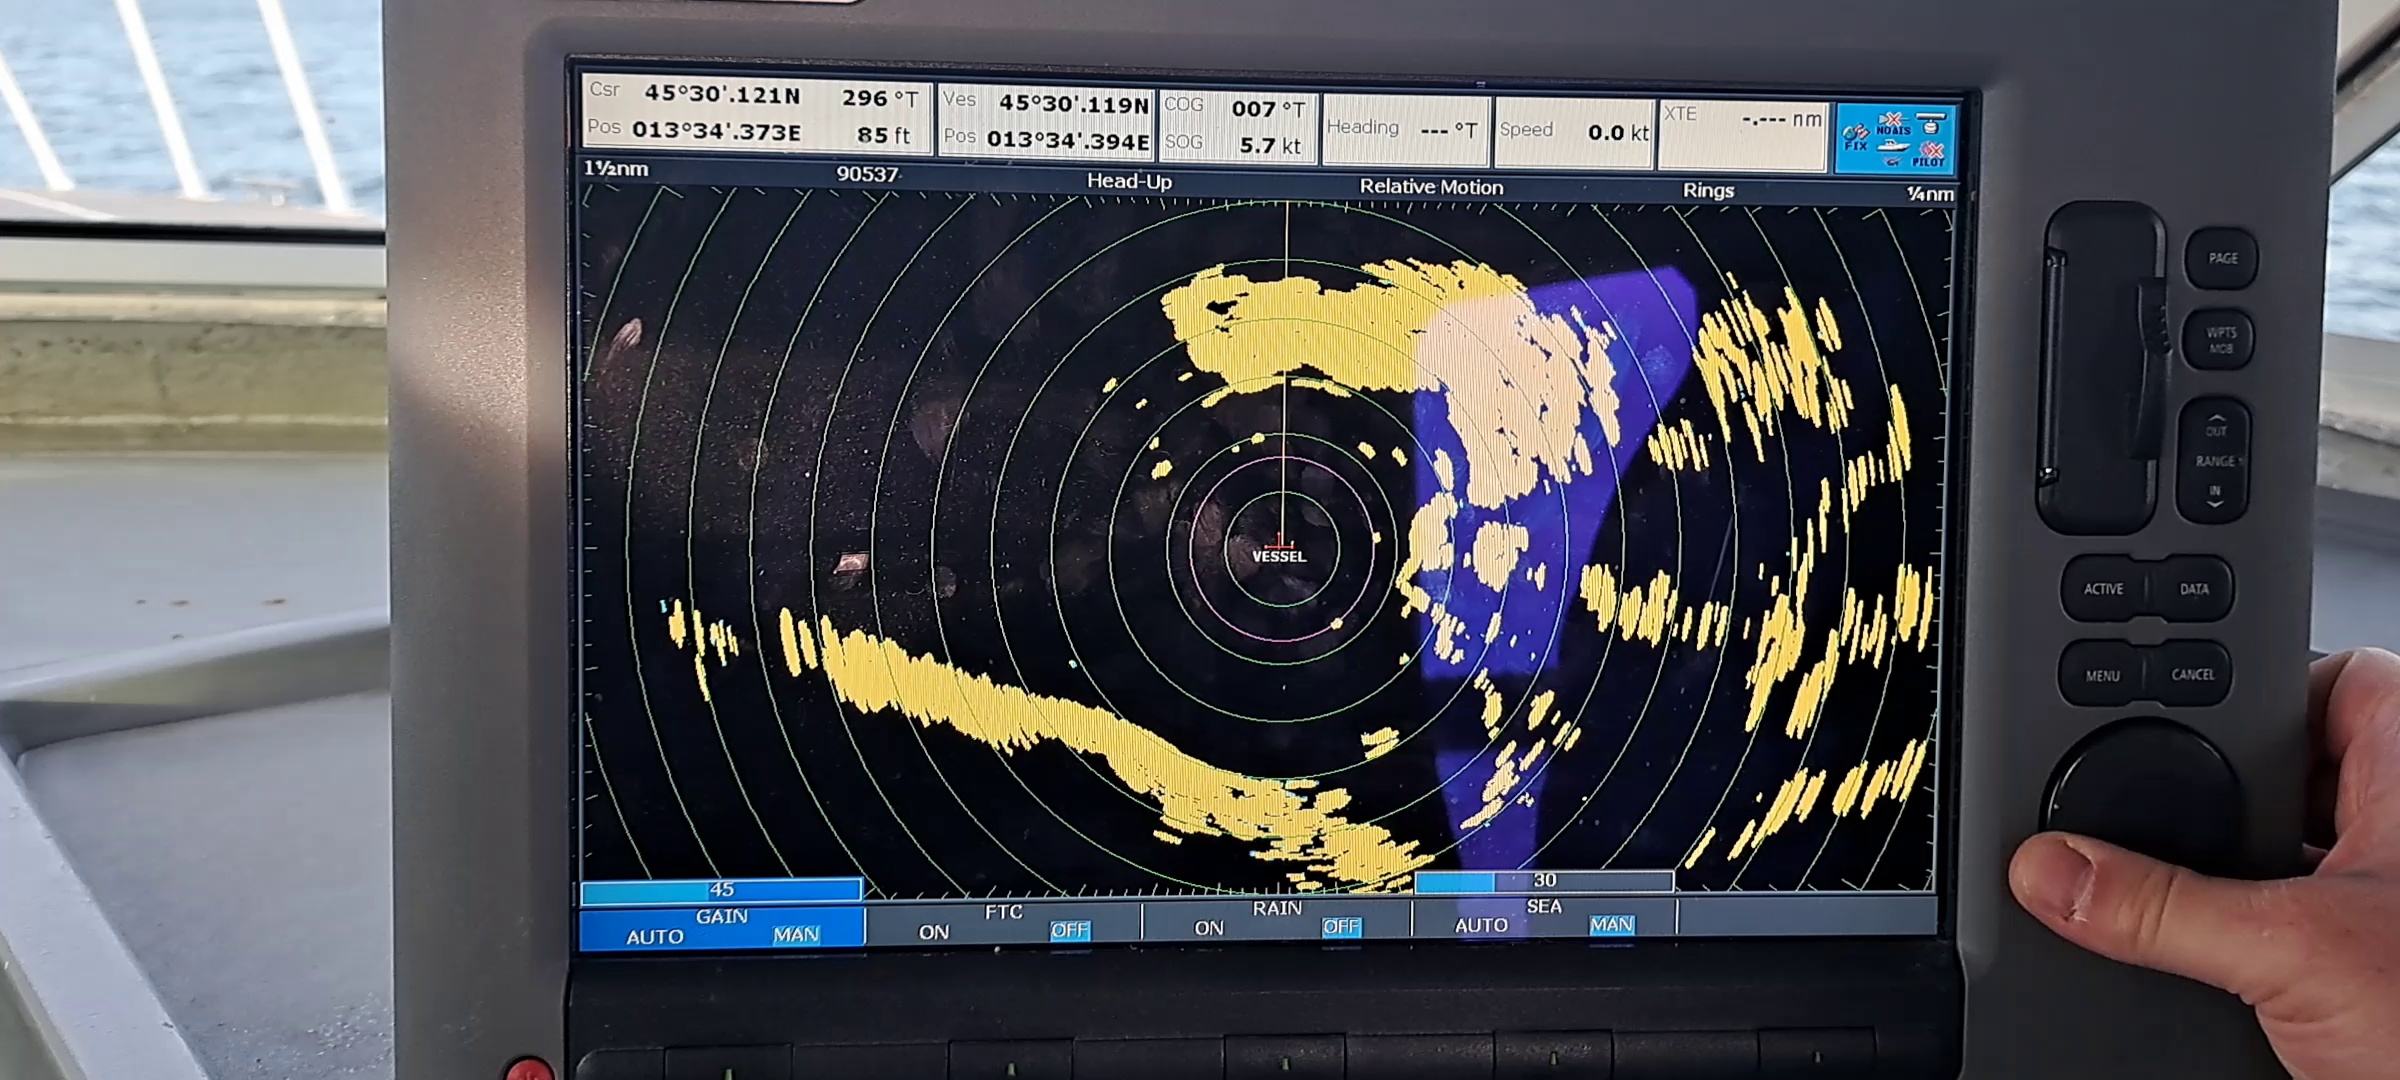 Csr 45°30'.121N 296 °T
Pos 013°34'.373E 85 ft
Ves 45°30'.119N
Pos 013°34'.394E
COG 007 °T
SOG 5.7 kt
Heading --- °T
Speed 0.0 kt
XTE -.--- nm
NOAIS
FIX
PILOT
1½nm 90537 Head-Up Relative Motion Rings ¼nm
VESSEL
45
GAIN
AUTO MAN
FTC
ON OFF
RAIN
ON OFF
30
SEA
AUTO MAN
PAGE
WPTS
MOB
OUT
RANGE
IN
ACTIVE DATA
MENU CANCEL